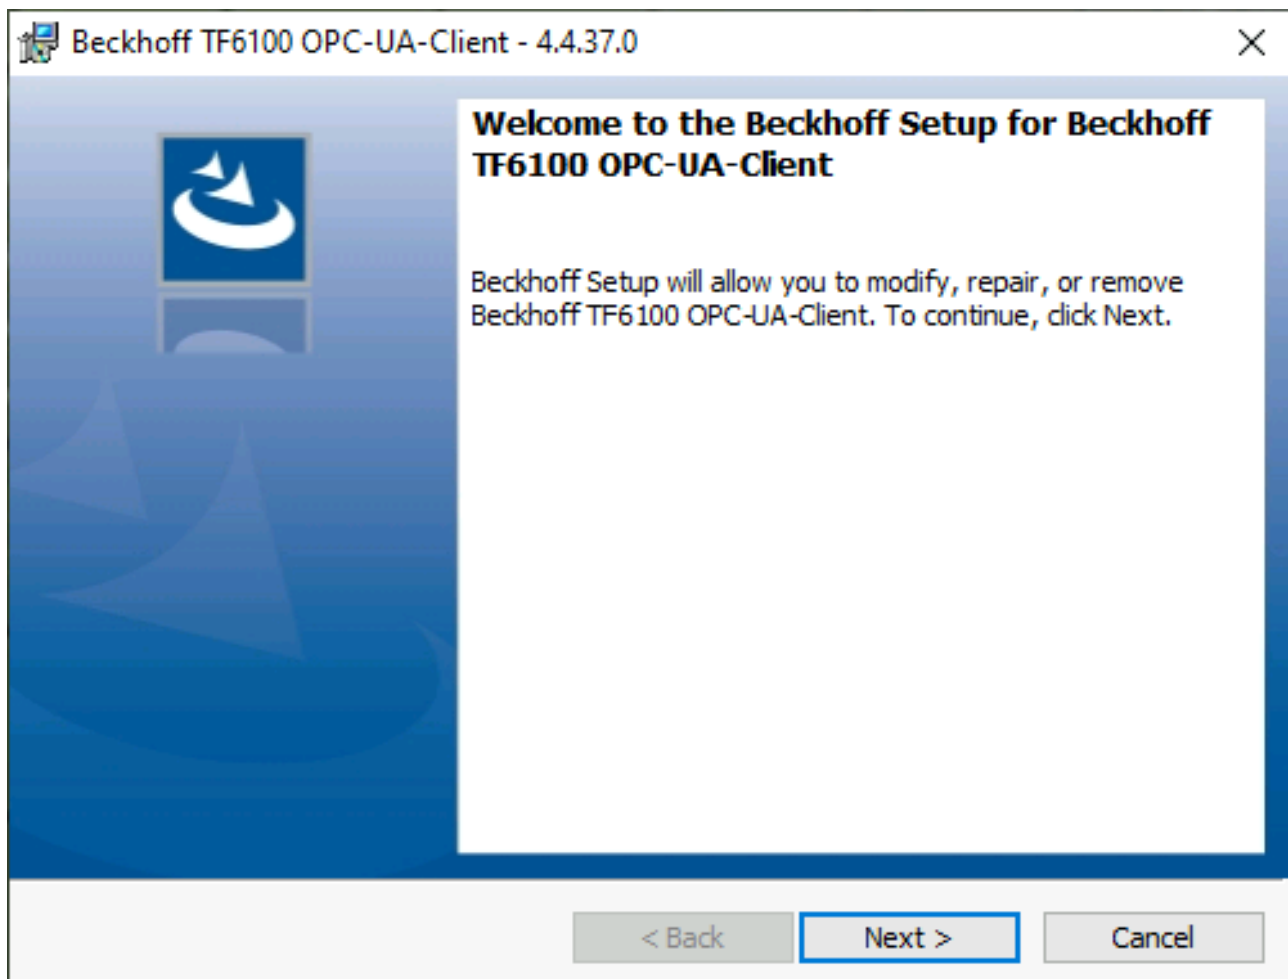 Beckhoff TF6100 OPC-UA-Client - 4.4.37.0
Welcome to the Beckhoff Setup for Beckhoff
TF6100 OPC-UA-Client
Beckhoff Setup will allow you to modify, repair, or remove
Beckhoff TF6100 OPC-UA-Client. To continue, click Next.
< Back
Next >
Cancel